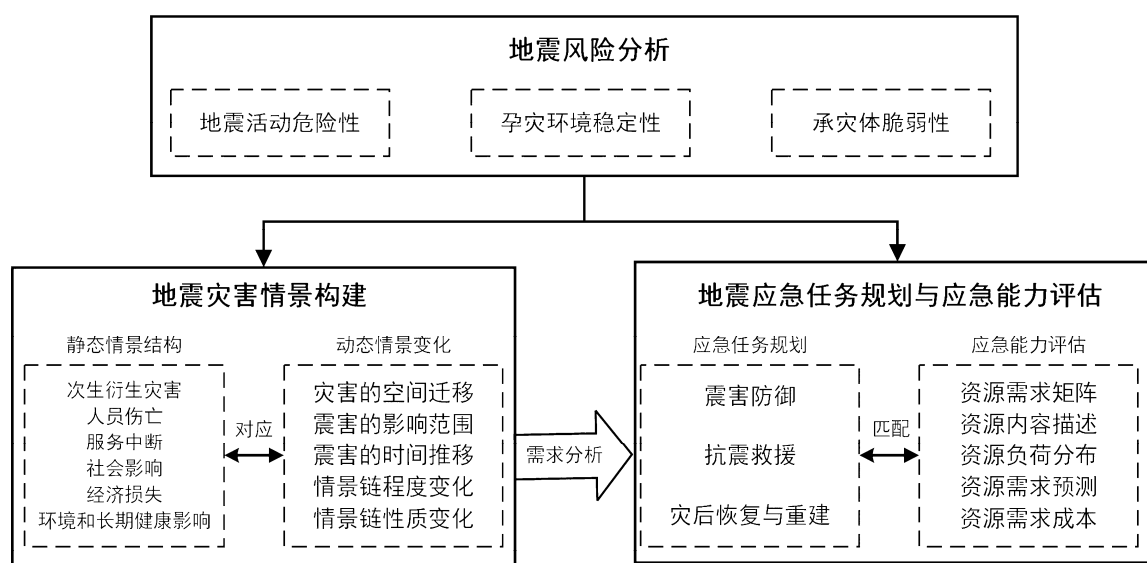 地震风险分析
地震活动危险性
孕灾环境稳定性
承灾体脆弱性
地震灾害情景构建
静态情景结构
次生衍生灾害
人员伤亡
服务中断
社会影响
经济损失
环境和长期健康影响
对应
动态情景变化
灾害的空间迁移
震害的影响范围
震害的时间推移
情景链程度变化
情景链性质变化
需求分析
地震应急任务规划与应急能力评估
应急任务规划
震害防御
抗震救援
灾后恢复与重建
匹配
应急能力评估
资源需求矩阵
资源内容描述
资源负荷分布
资源需求预测
资源需求成本